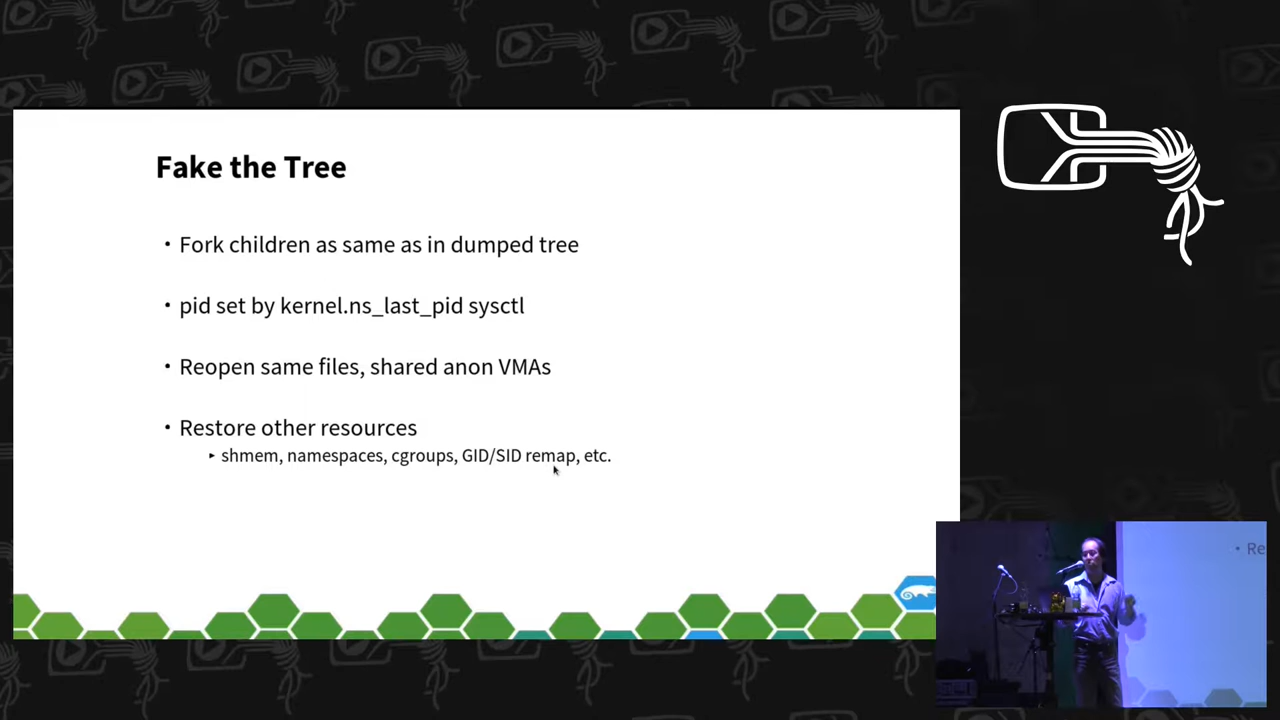 Fake the Tree
• Fork children as same as in dumped tree
• pid set by kernel.ns_last_pid sysctl
• Reopen same files, shared anon VMAs
• Restore other resources
▸ shmem, namespaces, cgroups, GID/SID remap, etc.
• Re